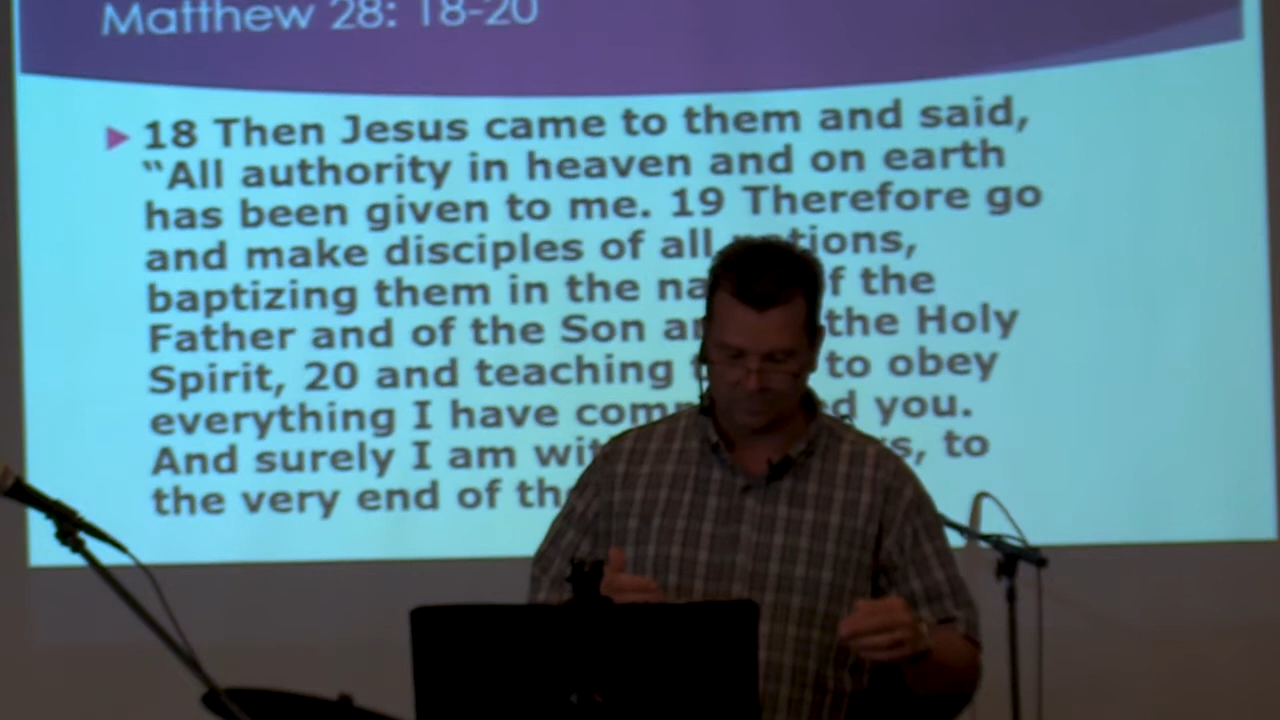 Matthew 28: 18-20
18 Then Jesus came to them and said,
“All authority in heaven and on earth
has been given to me. 19 Therefore go
and make disciples of all
baptizing them in the of the
Father and of the Son the Holy
Spirit, 20 and teaching to obey
everything I have you.
And surely I am to
the very end of